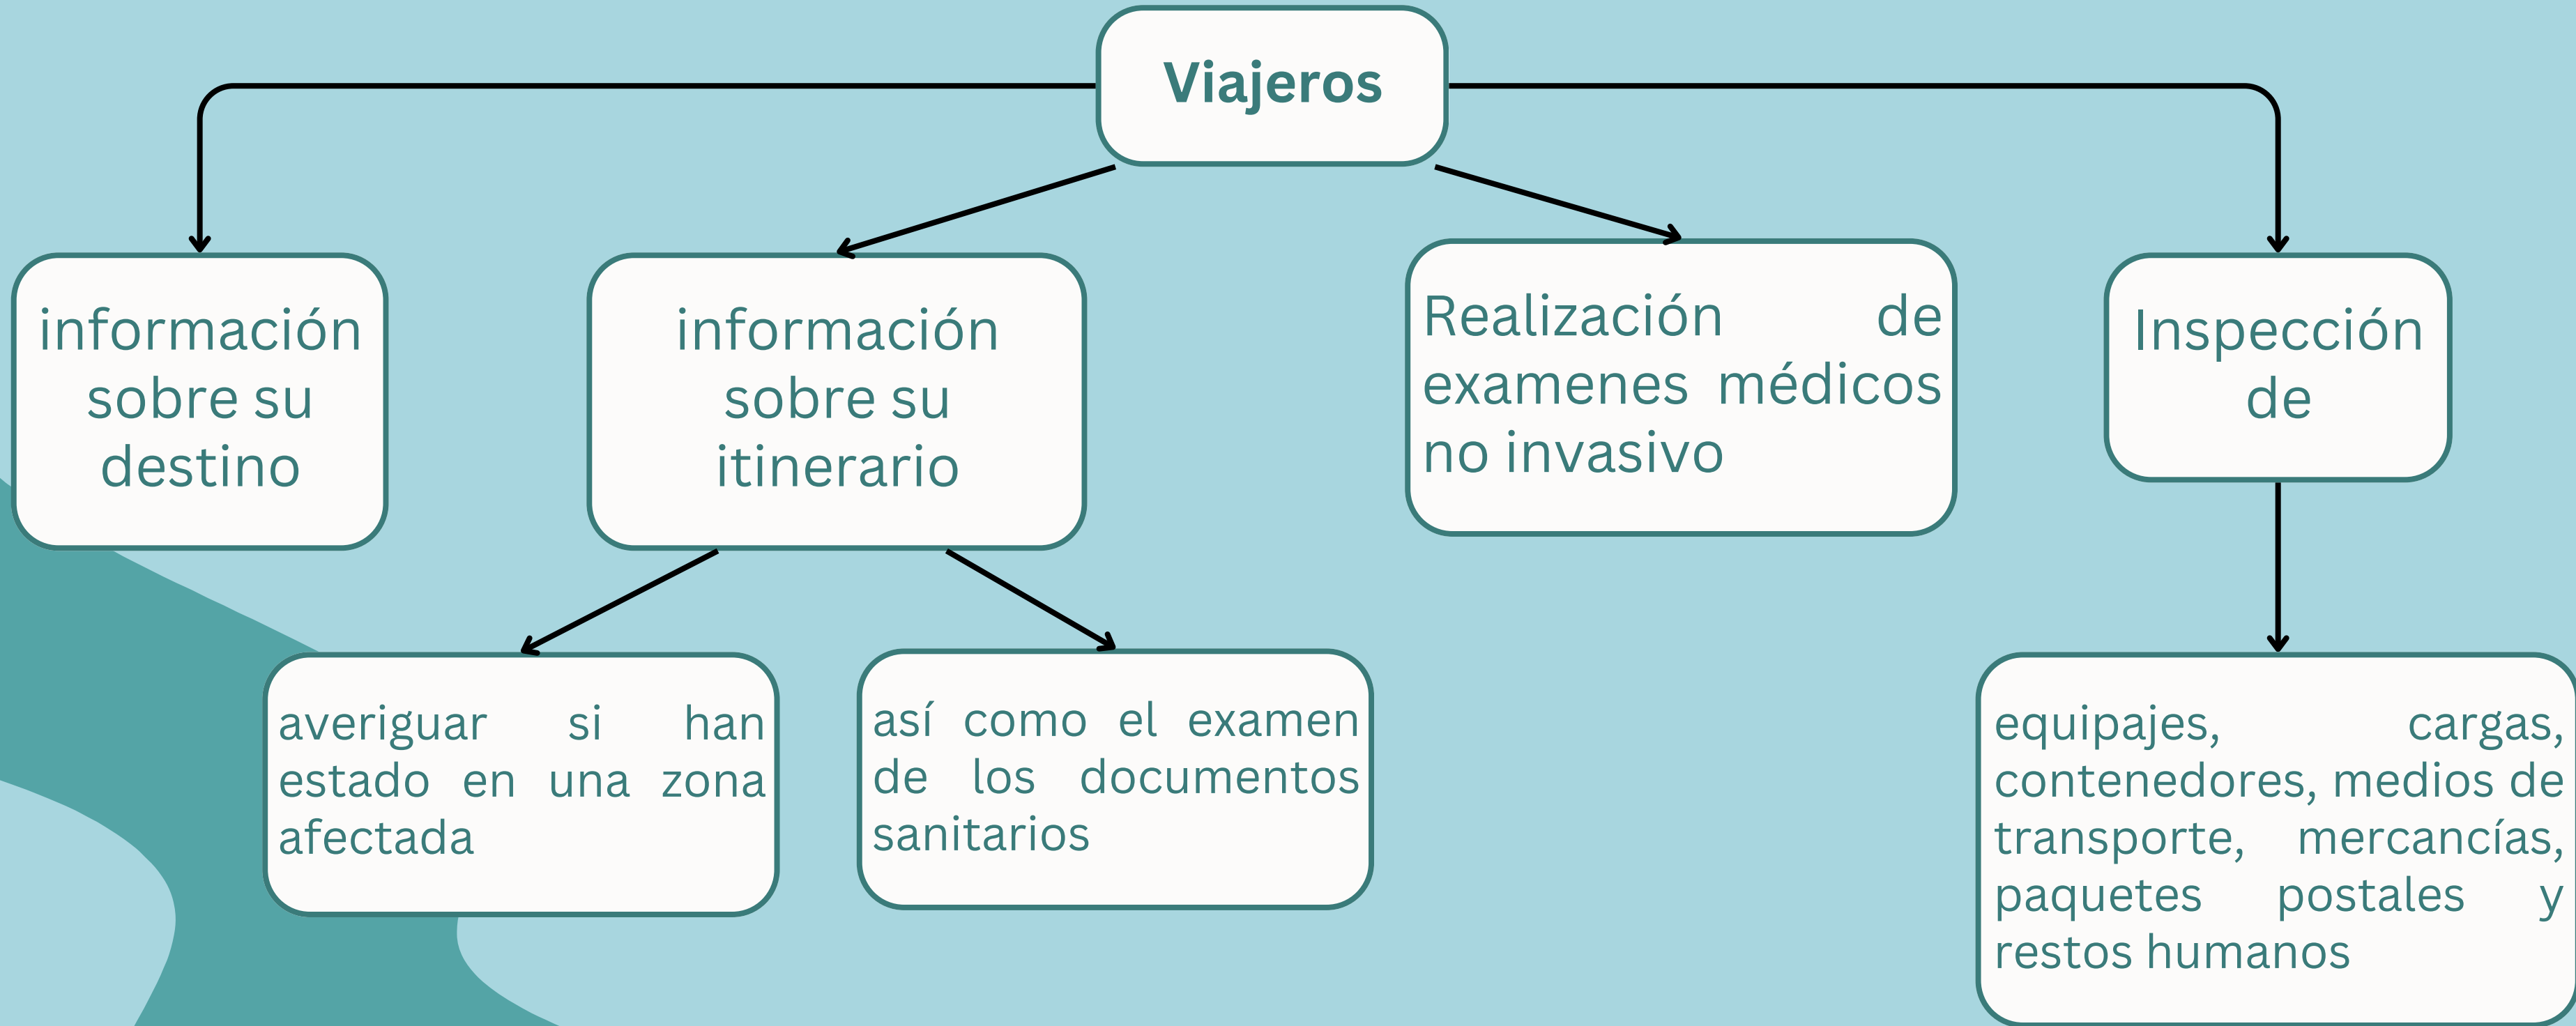 Viajeros
información
sobre su
destino
información
sobre su
itinerario
Realización de
examenes médicos
no invasivo
Inspección
de
averiguar si han
estado en una zona
afectada
así como el examen
de los documentos
sanitarios
equipajes, cargas,
contenedores, medios de
transporte, mercancías,
paquetes postales y
restos humanos